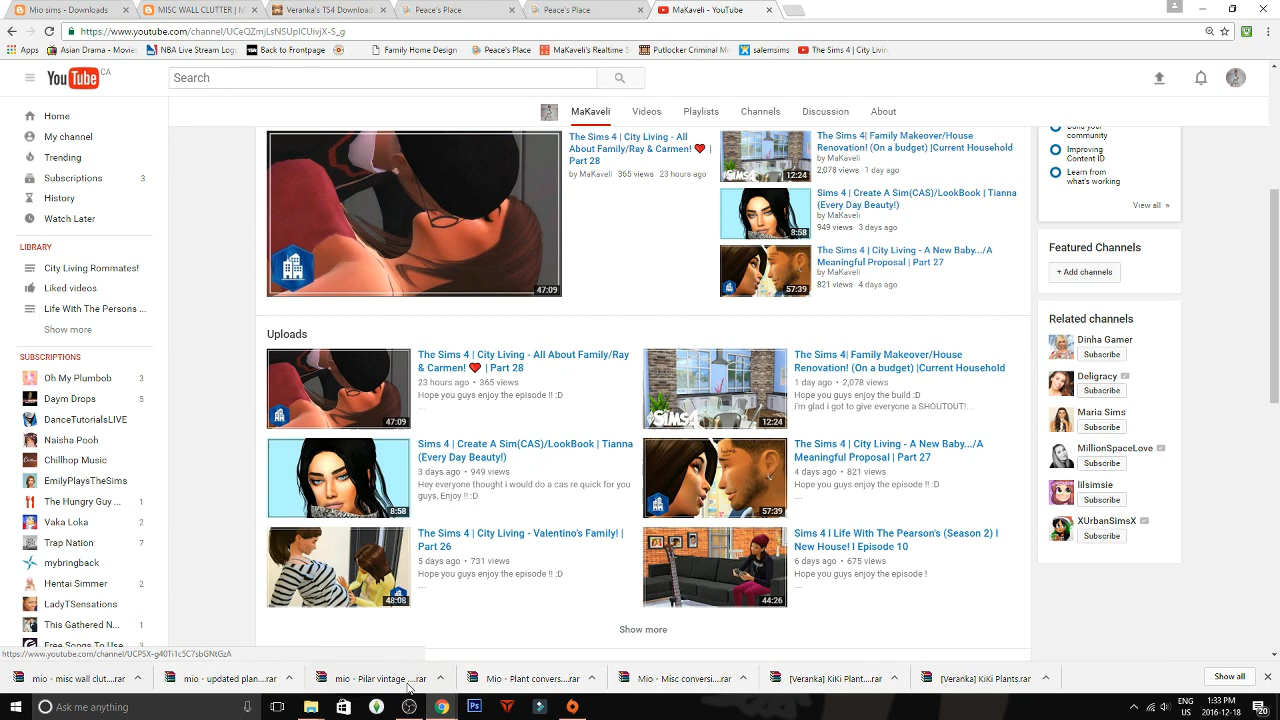 Mio sims - Downloads
MISC WALL CLUTTER | M
Veranka's TS4 Download
Peace's Place
Peace's Place
MaKaveli - YouTube
https://www.youtube.com/channel/UCeQZmjLsNSUpICUivjX-S_g
Apps
Asian Drama - Movie
NBA Live Stream Log
Back to Frontpage
Family Home Design
Peace's Place
MaKaveli's Realtime S
Putlocker Criminal M
salemsims
The Sims 4 | City Livin
YouTube CA
Search
MaKaveli
Videos
Playlists
Channels
Discussion
About
Home
My channel
Trending
Subscriptions 3
History
Watch Later
LIBRARY
City Living Rommates!
Liked videos
Life With The Persons ...
Show more
SUBSCRIPTIONS
Oh My Plumbob 3
Daym Drops 5
DanceTutorialsLIVE
Naisha Pooh
Chillhop Music
EmilyPlaysTheSims
The Hungry Guy ... 1
Vaka Loka 2
Trap Nation 7
mybringback
Hentai Simmer 2
LadyTSensations
This Gathered N... 1
Free Songs To Use
47:09
The Sims 4 | City Living - All
About Family/Ray & Carmen! ❤ |
Part 28
by MaKaveli 365 views 23 hours ago
12:24
The Sims 4| Family Makeover/House
Renovation! (On a budget) |Current Household
by MaKaveli
2,078 views 1 day ago
8:58
Sims 4 | Create A Sim(CAS)/LookBook | Tianna
(Every Day Beauty!)
by MaKaveli
949 views 3 days ago
57:39
The Sims 4 | City Living - A New Baby.../A
Meaningful Proposal | Part 27
by MaKaveli
821 views 4 days ago
Uploads
47:09
The Sims 4 | City Living - All About Family/Ray
& Carmen! ❤ | Part 28
23 hours ago • 365 views
Hope you guys enjoy the episode !! :D
...
SIMS4
12:24
The Sims 4| Family Makeover/House
Renovation! (On a budget) |Current Household
1 day ago • 2,078 views
Hope you guys enjoy the build :D
i'm glad i got to give everyone a SHOUTOUT!...
8:58
Sims 4 | Create A Sim(CAS)/LookBook | Tianna
(Every Day Beauty!)
3 days ago • 949 views
Hey everyone thought i would do a cas re quick for you
guys, Enjoy !! :D
57:39
The Sims 4 | City Living - A New Baby.../A
Meaningful Proposal | Part 27
4 days ago • 821 views
Hope you guys enjoy the episode !! :D
...
48:08
The Sims 4 | City Living - Valentino's Family! |
Part 26
5 days ago • 731 views
Hope you guys enjoy the episode !! :D
...
44:26
Sims 4 I Life With The Pearson's (Season 2) I
New House! I Episode 10
6 days ago • 675 views
Hope you guys enjoy the episode !
...
Show more
Build your
community
Improving
Content ID
Learn from
what's working
View all »
Featured Channels
+ Add channels
Related channels
Dinha Gamer
Subscribe
Deligracy
Subscribe
Maria Sims
Subscribe
MillionSpaceLove
Subscribe
lilsimsie
Subscribe
XUrbanSimsX
Subscribe
https://www.youtube.com/channel/UCPSX-g40Ti1c5C7sbGNtGzA
mio - misc wall clut....rar
mio - updated plan....rar
mio - Pilar vintage ....rar
Mio - Plant convers....rar
Mio - Misc conversi....rar
[Veranka] KiKi Plant....rar
[Veranka] KiKi Plants.rar
Show all
Ask me anything
ENG
US
1:33 PM
2016-12-18
20